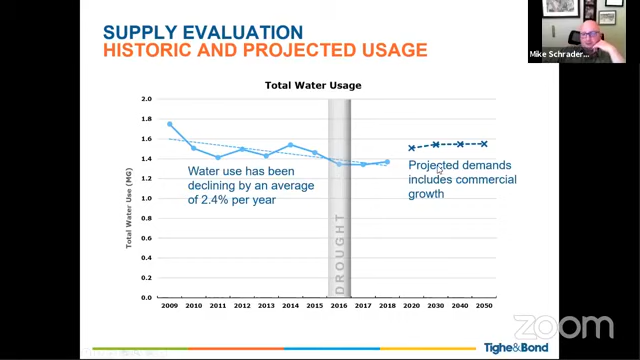 SUPPLY EVALUATION
HISTORIC AND PROJECTED USAGE
Mike Schrader...
Total Water Usage
2.0
1.8
1.6
1.4
1.2
1.0
0.8
0.6
0.4
0.2
0.0
Total Water Use (MG)
Water use has been
declining by an average
of 2.4% per year
DROUGHT
Projected demands
includes commercial
growth
2009 2010 2011 2012 2013 2014 2015 2016 2017 2018 2020 2030 2040 2050
Tighe&Bond
zoom